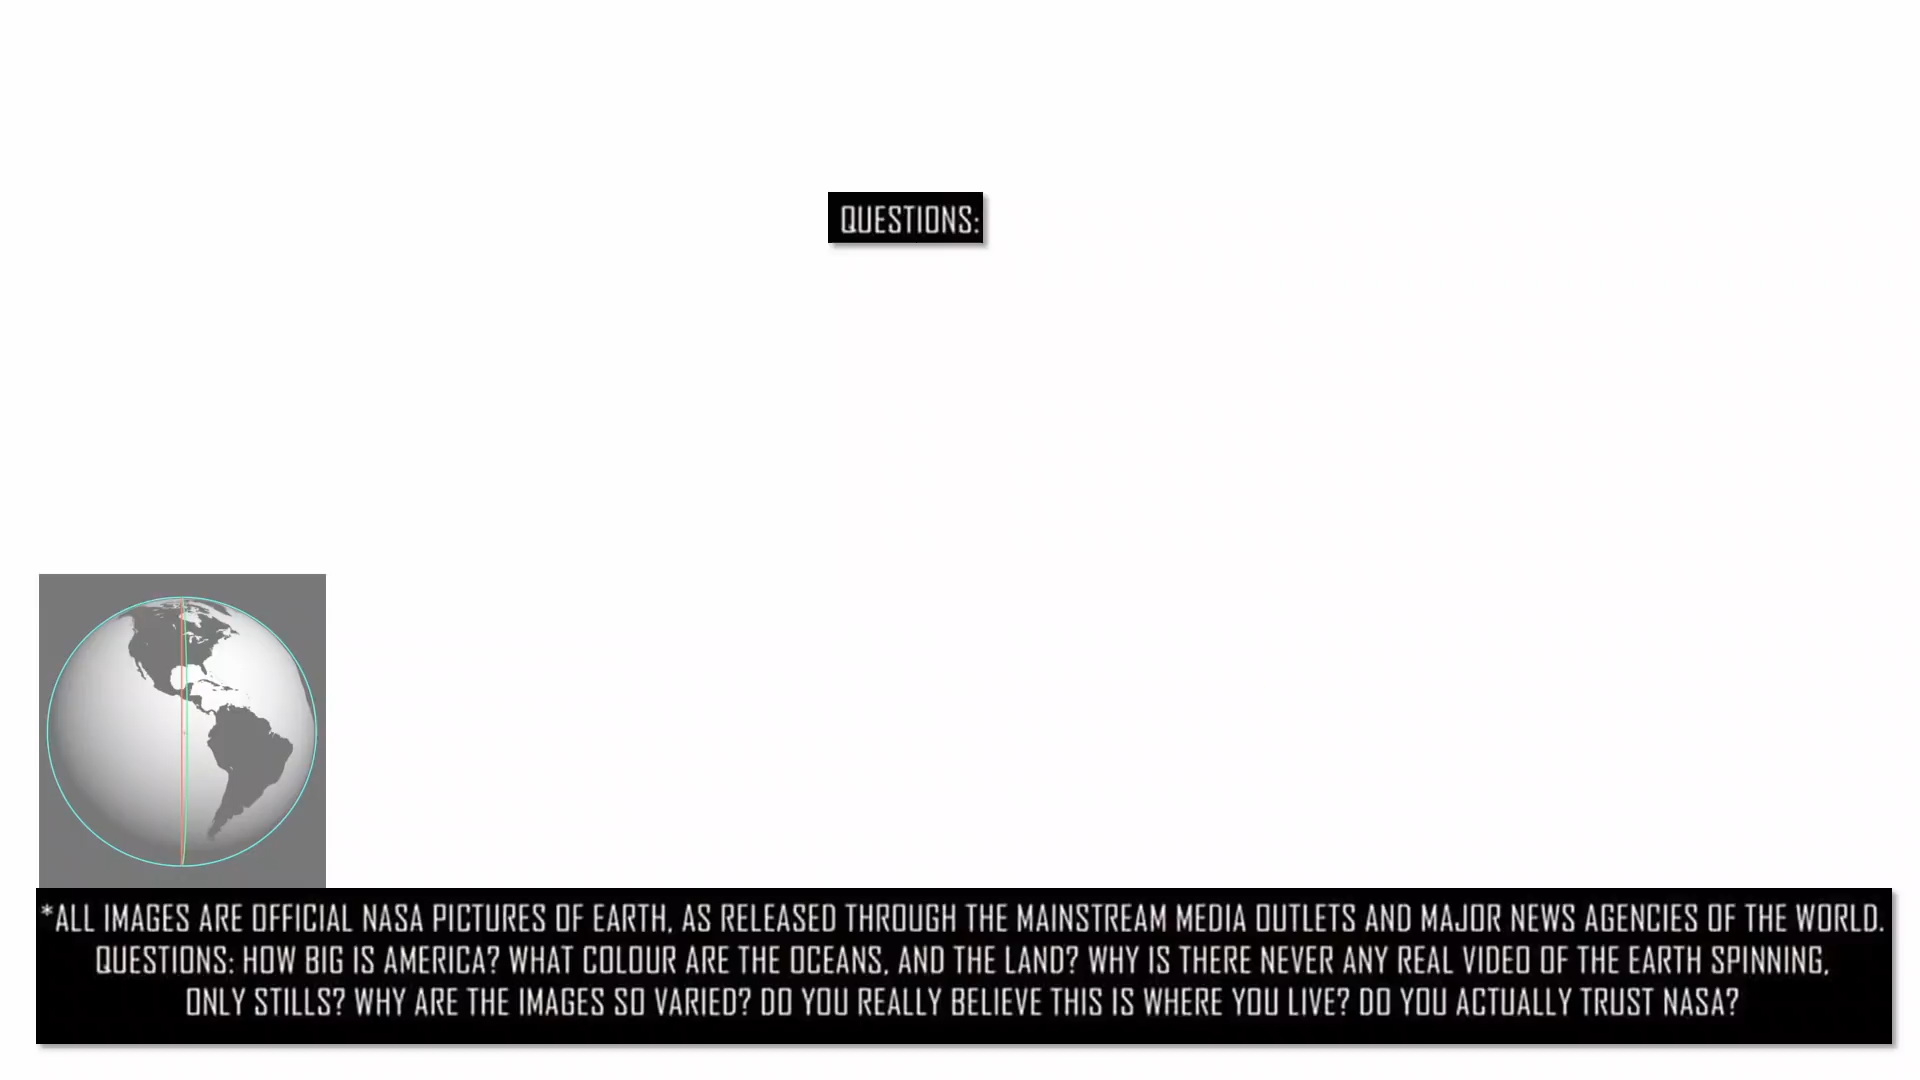 QUESTIONS:
*ALL IMAGES ARE OFFICIAL NASA PICTURES OF EARTH, AS RELEASED THROUGH THE MAINSTREAM MEDIA OUTLETS AND MAJOR NEWS AGENCIES OF THE WORLD.
QUESTIONS: HOW BIG IS AMERICA? WHAT COLOUR ARE THE OCEANS, AND THE LAND? WHY IS THERE NEVER ANY REAL VIDEO OF THE EARTH SPINNING,
ONLY STILLS? WHY ARE THE IMAGES SO VARIED? DO YOU REALLY BELIEVE THIS IS WHERE YOU LIVE? DO YOU ACTUALLY TRUST NASA?